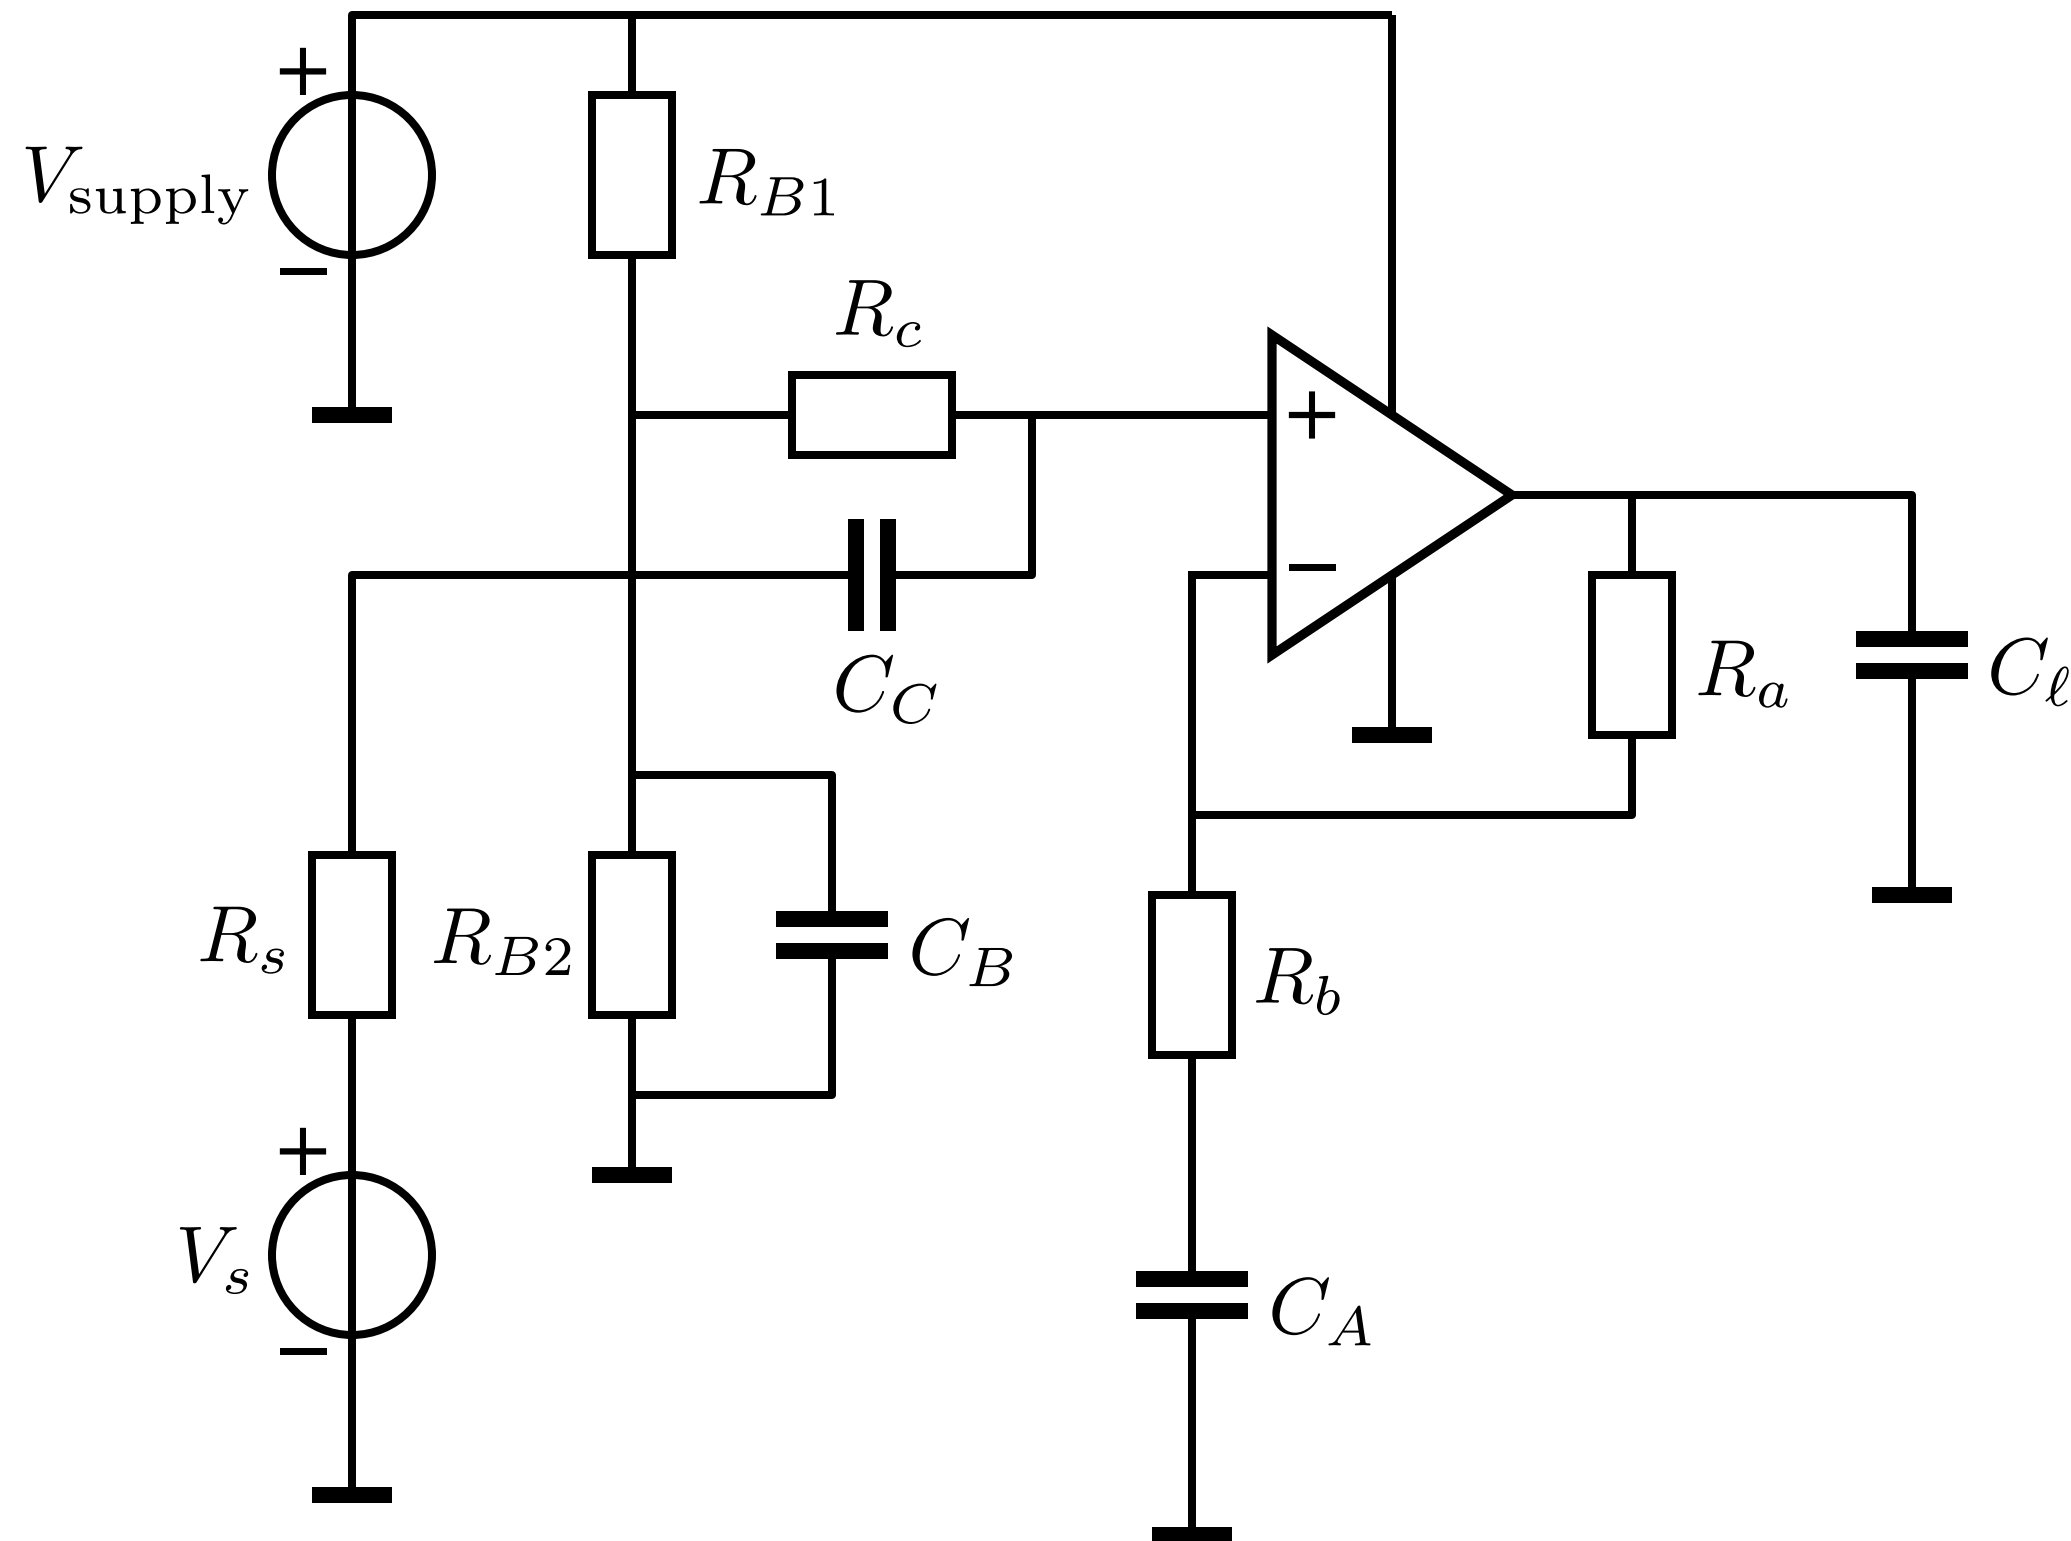 +
V_supply
−
R_B1
R_c
+
−
C_C
R_a
C_ℓ
R_s
R_B2
C_B
R_b
+
V_s
−
C_A